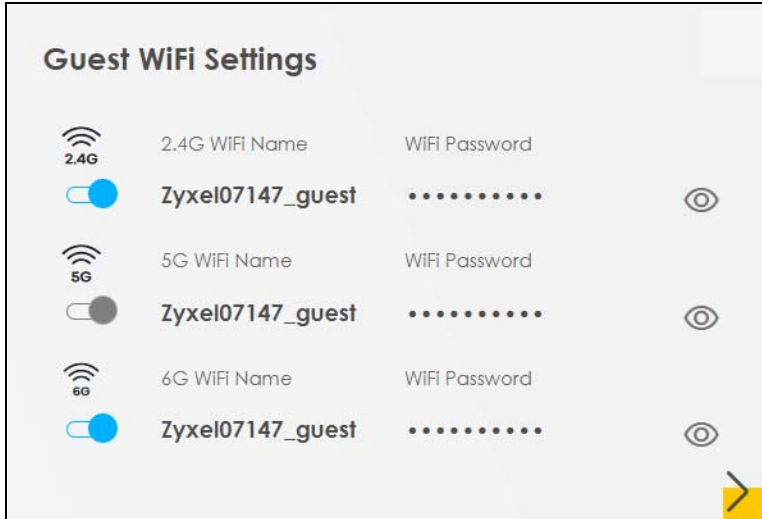 Guest WiFi Settings
2.4G
2.4G WiFi Name WiFi Password
Zyxel07147_guest ••••••••••
5G
5G WiFi Name WiFi Password
Zyxel07147_guest ••••••••••
6G
6G WiFi Name WiFi Password
Zyxel07147_guest ••••••••••